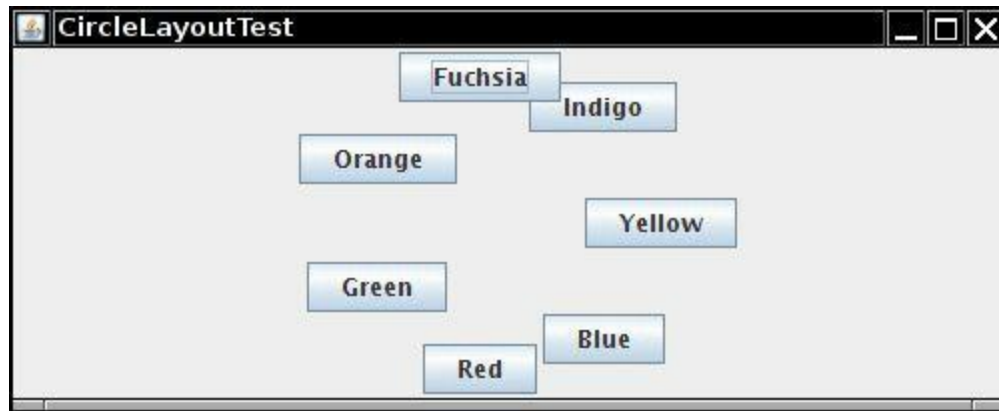 CircleLayoutTest
Fuchsia
Indigo
Orange
Yellow
Green
Blue
Red